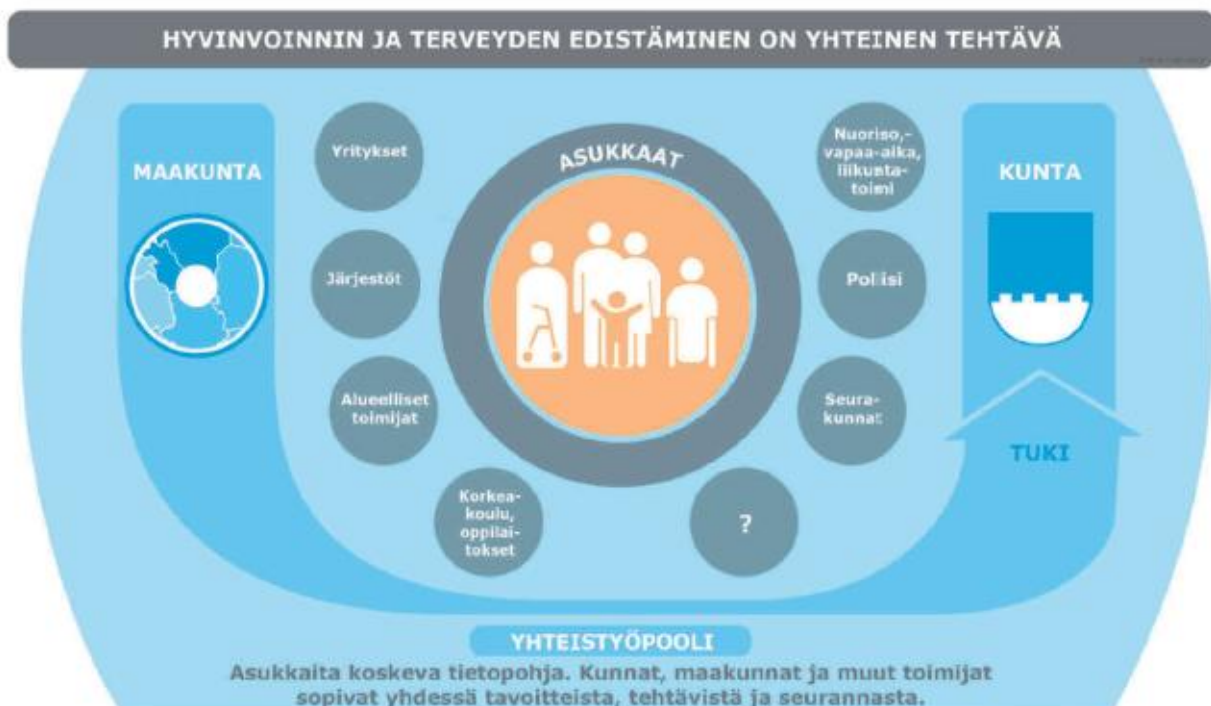 HYVINVOINNIN JA TERVEYDEN EDISTÄMINEN ON YHTEINEN TEHTÄVÄ
MAAKUNTA
Yritykset
Järjestöt
Alueelliset
toimijat
Korkea-
koulu,
oppilai-
tokset
ASUKKAAT
Nuoriso,-
vapaa-aika,
liikunta-
toimi
Poliisi
Seura-
kunnat
?
KUNTA
TUKI
YHTEISTYÖPOOLI
Asukkaita koskeva tietopohja. Kunnat, maakunnat ja muut toimijat
sopivat yhdessä tavoitteista, tehtävistä ja seurannasta.